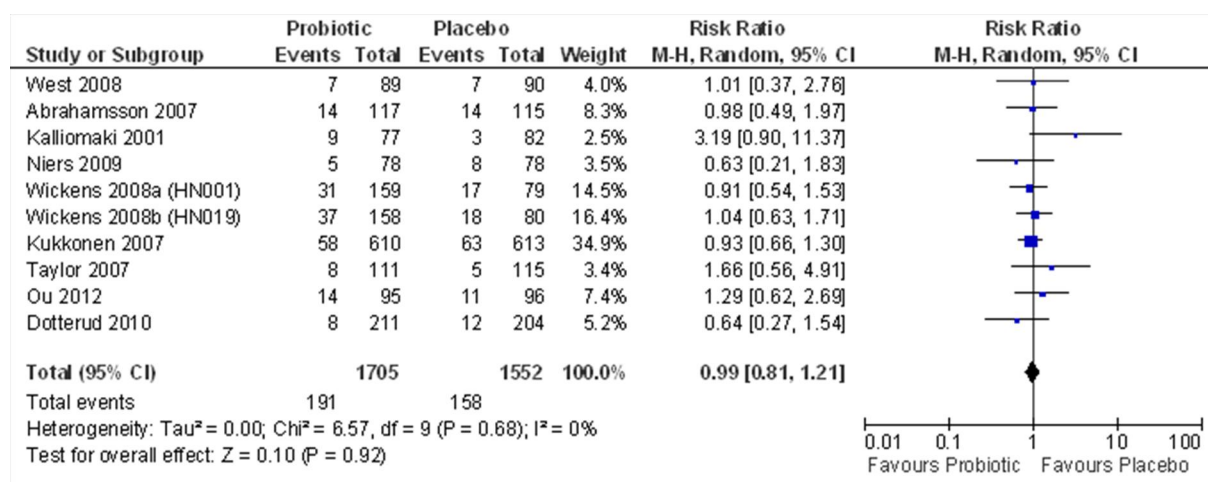 Probiotic Placebo Risk Ratio Risk Ratio
Study or Subgroup Events Total Events Total Weight M-H, Random, 95% CI M-H, Random, 95% CI
West 2008 7 89 7 90 4.0% 1.01 [0.37, 2.76]
Abrahamsson 2007 14 117 14 115 8.3% 0.98 [0.49, 1.97]
Kalliomaki 2001 9 77 3 82 2.5% 3.19 [0.90, 11.37]
Niers 2009 5 78 8 78 3.5% 0.63 [0.21, 1.83]
Wickens 2008a (HN001) 31 159 17 79 14.5% 0.91 [0.54, 1.53]
Wickens 2008b (HN019) 37 158 18 80 16.4% 1.04 [0.63, 1.71]
Kukkonen 2007 58 610 63 613 34.9% 0.93 [0.66, 1.30]
Taylor 2007 8 111 5 115 3.4% 1.66 [0.56, 4.91]
Ou 2012 14 95 11 96 7.4% 1.29 [0.62, 2.69]
Dotterud 2010 8 211 12 204 5.2% 0.64 [0.27, 1.54]
Total (95% CI) 1705 1552 100.0% 0.99 [0.81, 1.21]
Total events 191 158
Heterogeneity: Tau² = 0.00; Chi² = 6.57, df = 9 (P = 0.68); I² = 0%
Test for overall effect: Z = 0.10 (P = 0.92)
0.01 0.1 1 10 100
Favours Probiotic Favours Placebo